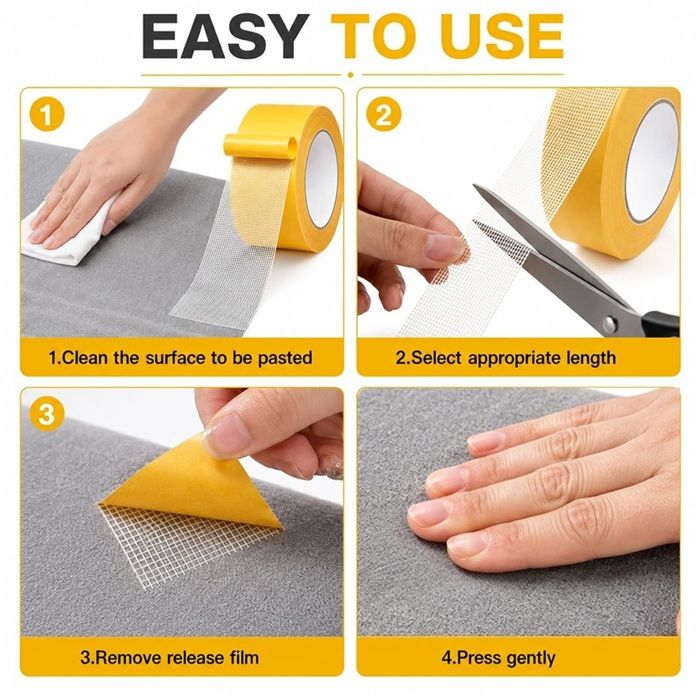 EASY TO USE
1
2
1.Clean the surface to be pasted
2.Select appropriate length
3
3.Remove release film
4.Press gently